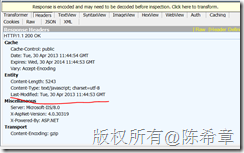 Response is encoded and may need to be decoded before inspection. Click here to transform.
Transformer Headers TextView SyntaxView ImageView HexView WebView Auth Caching
Cookies Raw JSON XML
Response Headers
HTTP/1.1 200 OK
Cache
Cache-Control: public
Date: Tue, 30 Apr 2013 11:44:54 GMT
Expires: Wed, 30 Apr 2014 11:44:53 GMT
Vary: Accept-Encoding
Entity
Content-Length: 5243
Content-Type: text/javascript; charset=utf-8
Last-Modified: Tue, 30 Apr 2013 11:44:53 GMT
Miscellaneous
Server: Microsoft-IIS/8.0
X-AspNet-Version: 4.0.30319
X-Powered-By: ASP.NET
Transport
Content-Encoding: gzip
版权所有@陈希章